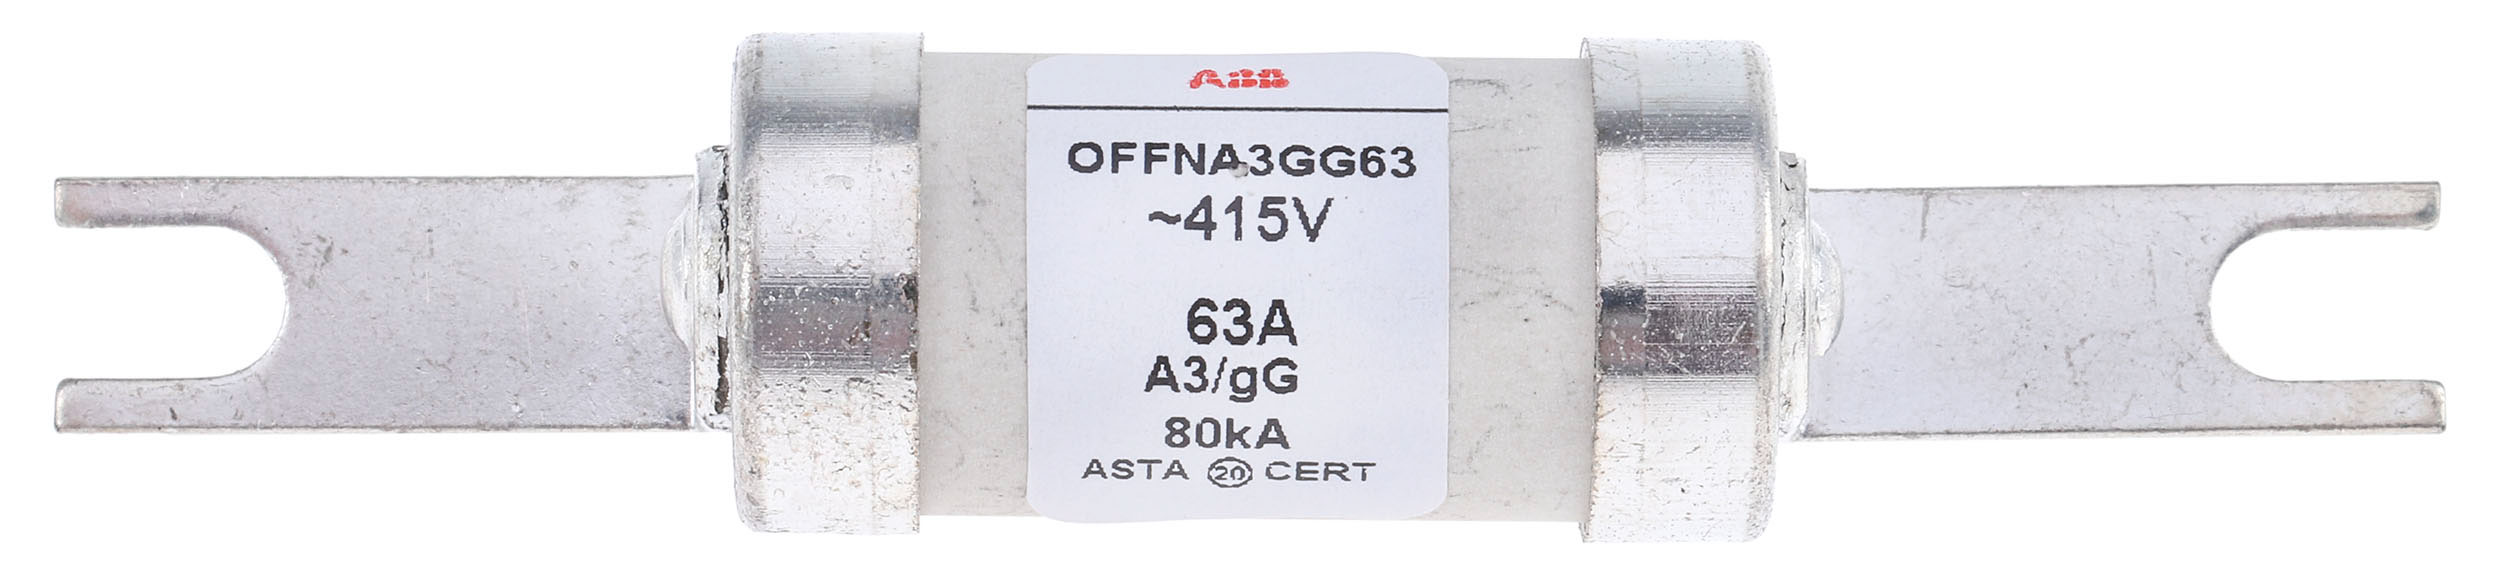 ABB
OFFNA3GG63
~415V
63A
A3/gG
80kA
ASTA 20 CERT